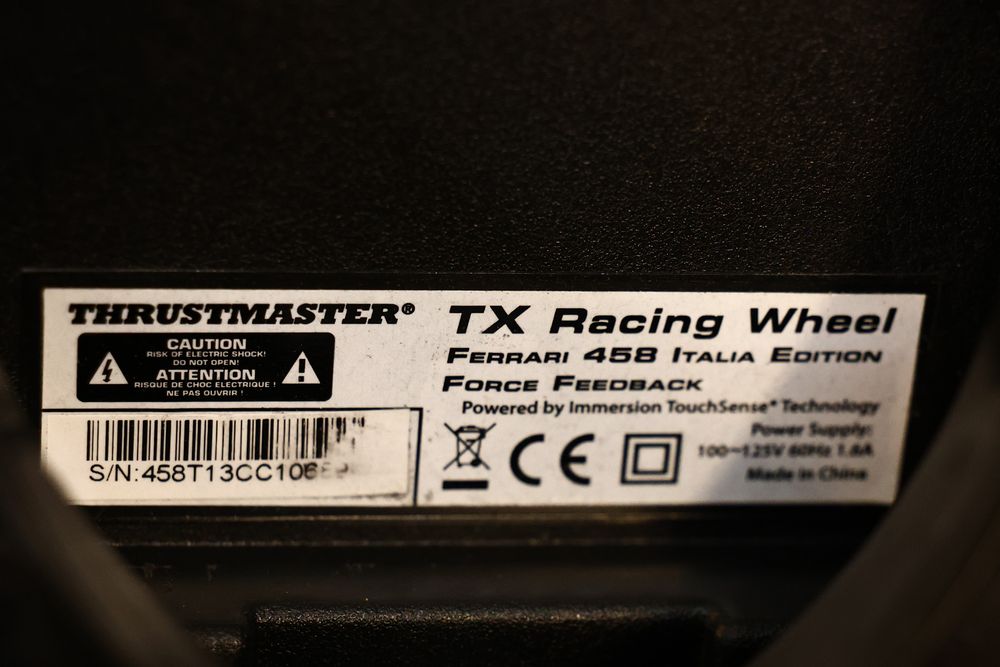 THRUSTMASTER®
CAUTION
RISK OF ELECTRIC SHOCK!
DO NOT OPEN!
ATTENTION
RISQUE DE CHOC ELECTRIQUE !
NE PAS OUVRIR !
S/N:458T13CC106
TX Racing Wheel
FERRARI 458 ITALIA EDITION
FORCE FEEDBACK
Powered by Immersion TouchSense® Technology
CE
Power Supply:
100~125V 60Hz 1.6A
Made in China